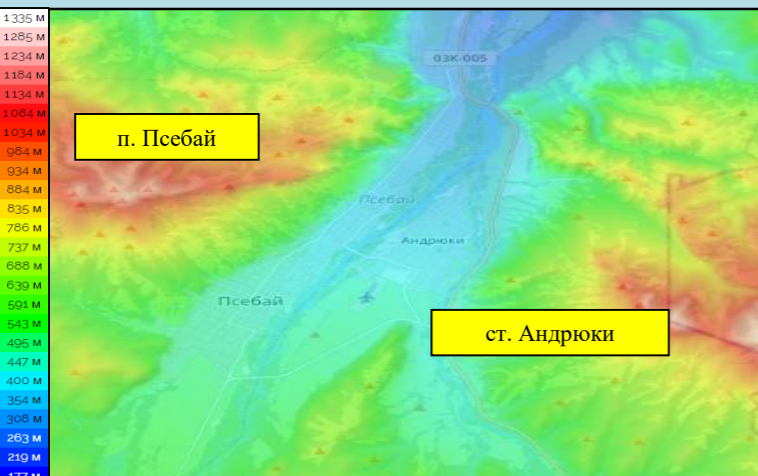 1335 м
1285 м
1234 м
1184 м
1134 м
1084 м
1034 м
984 м
934 м
884 м
835 м
786 м
737 м
688 м
639 м
591 м
543 м
495 м
447 м
400 м
354 м
308 м
263 м
219 м
177 м
03К-005
п. Псебай
Псебай
Андрюки
Псебай
ст. Андрюки